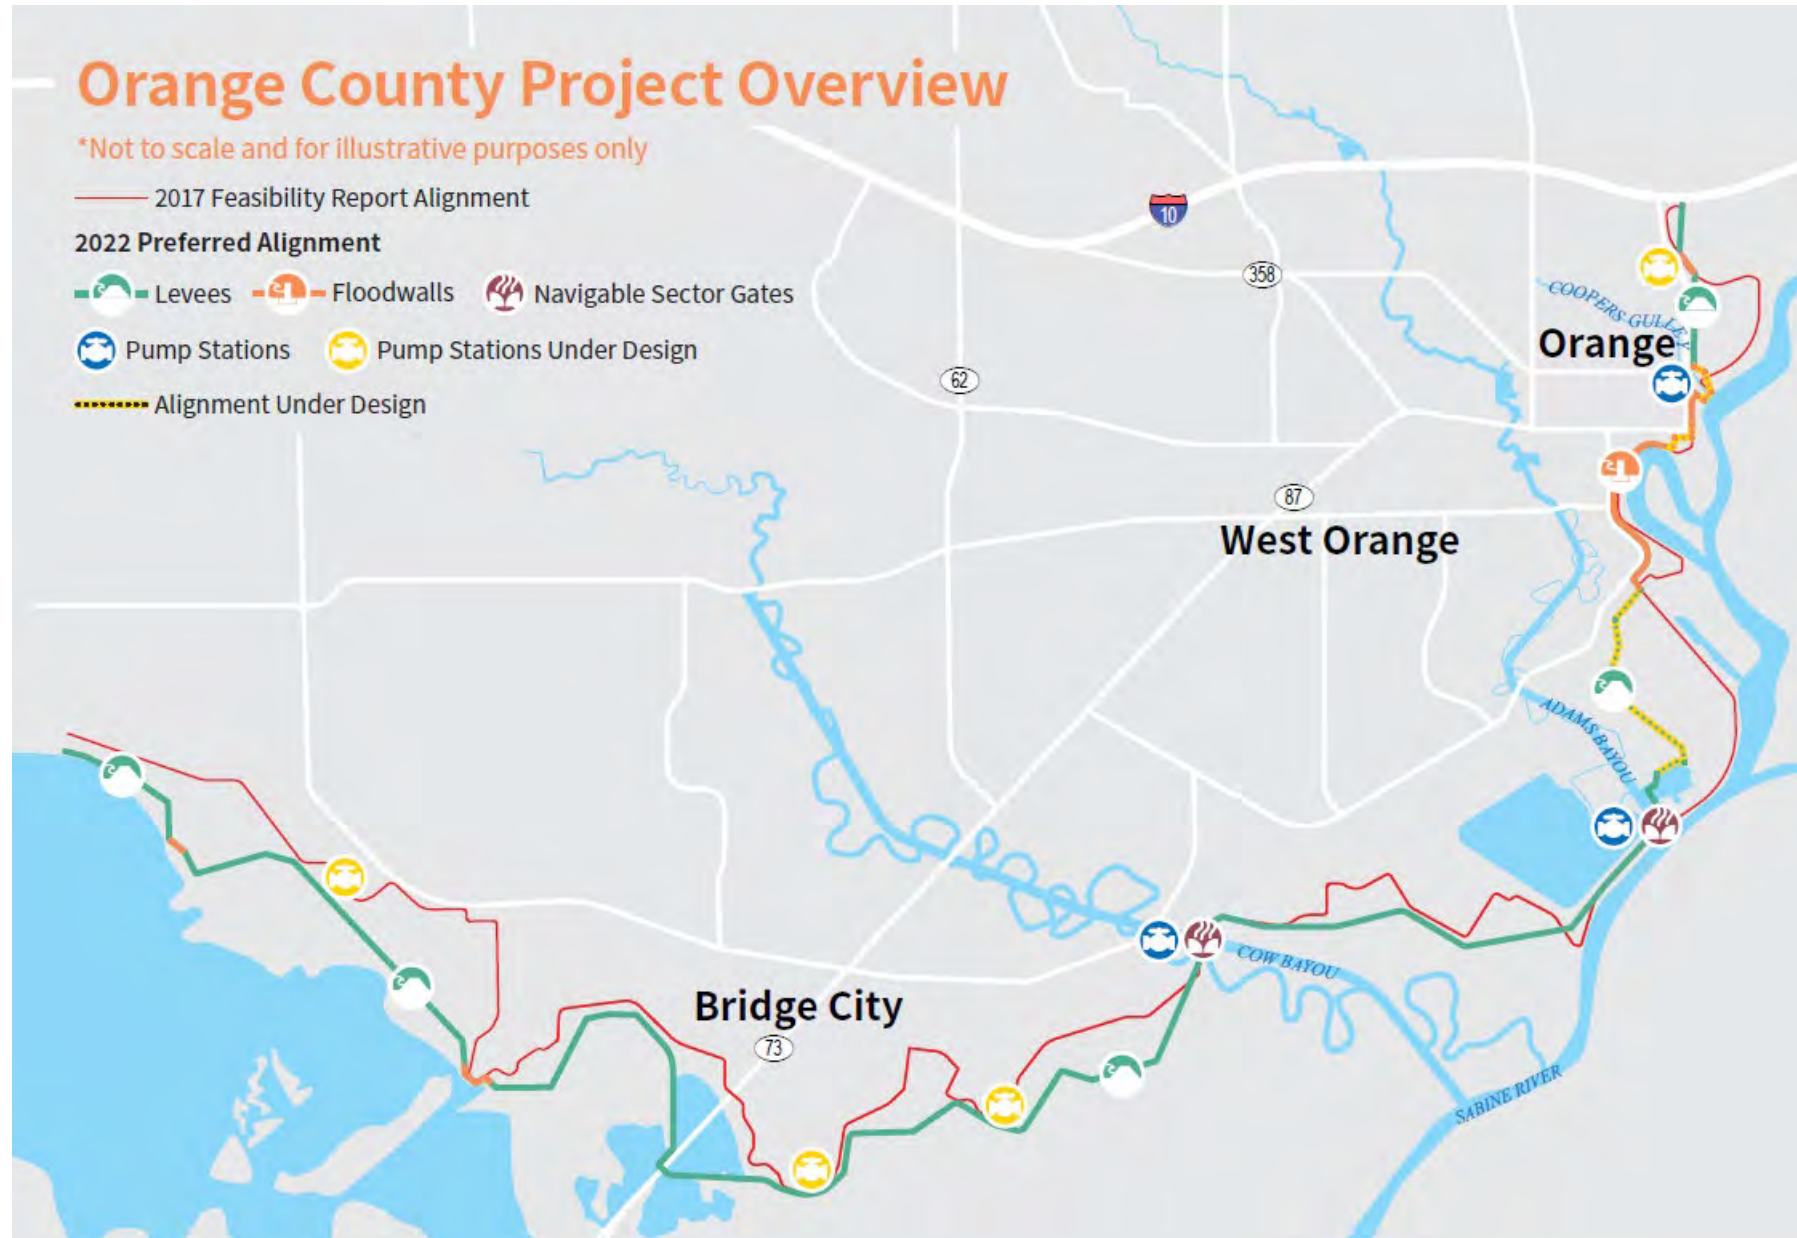 Orange County Project Overview
*Not to scale and for illustrative purposes only
2017 Feasibility Report Alignment
2022 Preferred Alignment
Levees
Floodwalls
Navigable Sector Gates
Pump Stations
Pump Stations Under Design
Alignment Under Design
10
358
COOPERS GULLEY
Orange
62
87
West Orange
ADAMS BAYOU
COW BAYOU
Bridge City
73
SABINE RIVER